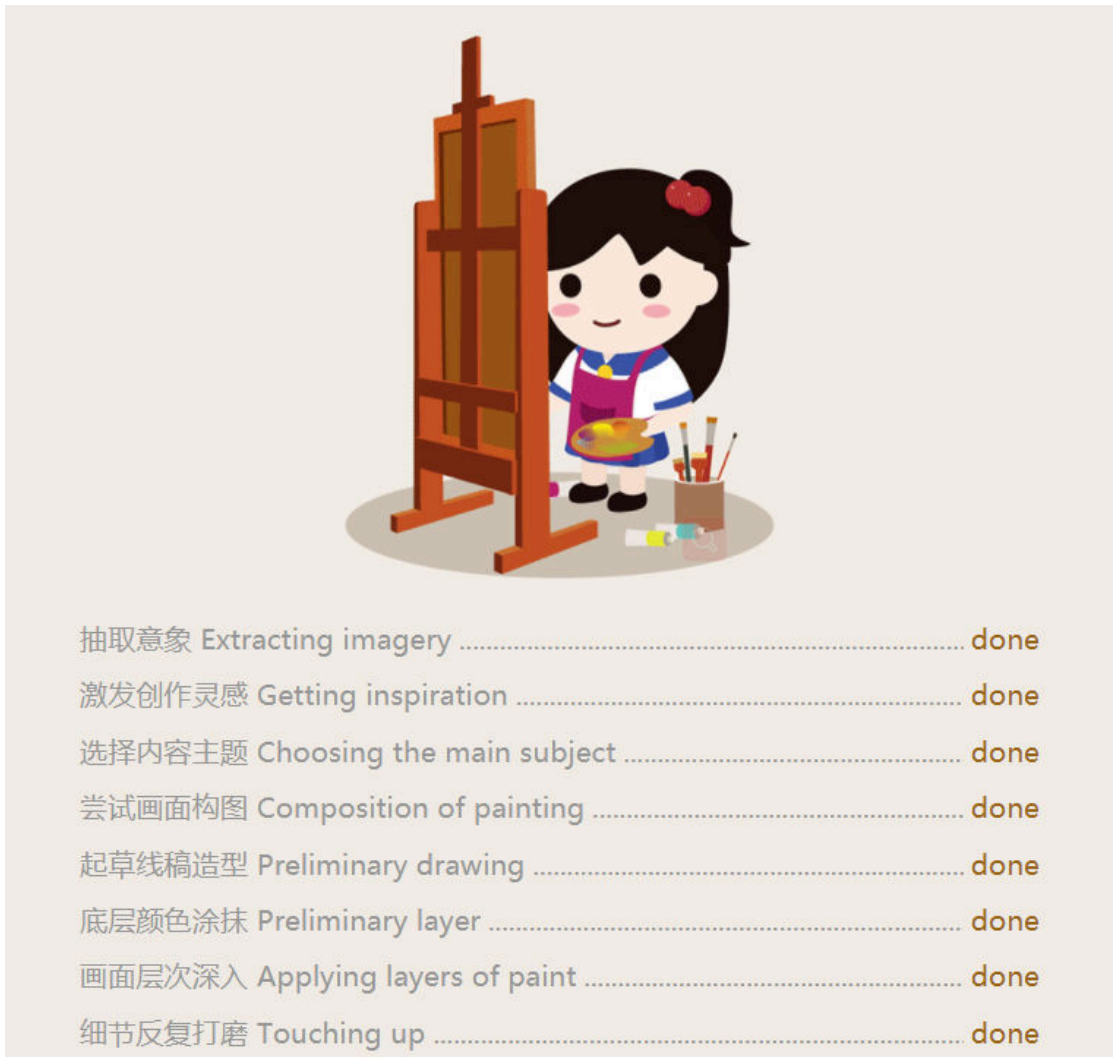 抽取意象 Extracting imagery ........................................................................ done
激发创作灵感 Getting inspiration ................................................................ done
选择内容主题 Choosing the main subject ................................................ done
尝试画面构图 Composition of painting .................................................... done
起草线稿造型 Preliminary drawing ............................................................ done
底层颜色涂抹 Preliminary layer .................................................................. done
画面层次深入 Applying layers of paint ...................................................... done
细节反复打磨 Touching up .......................................................................... done